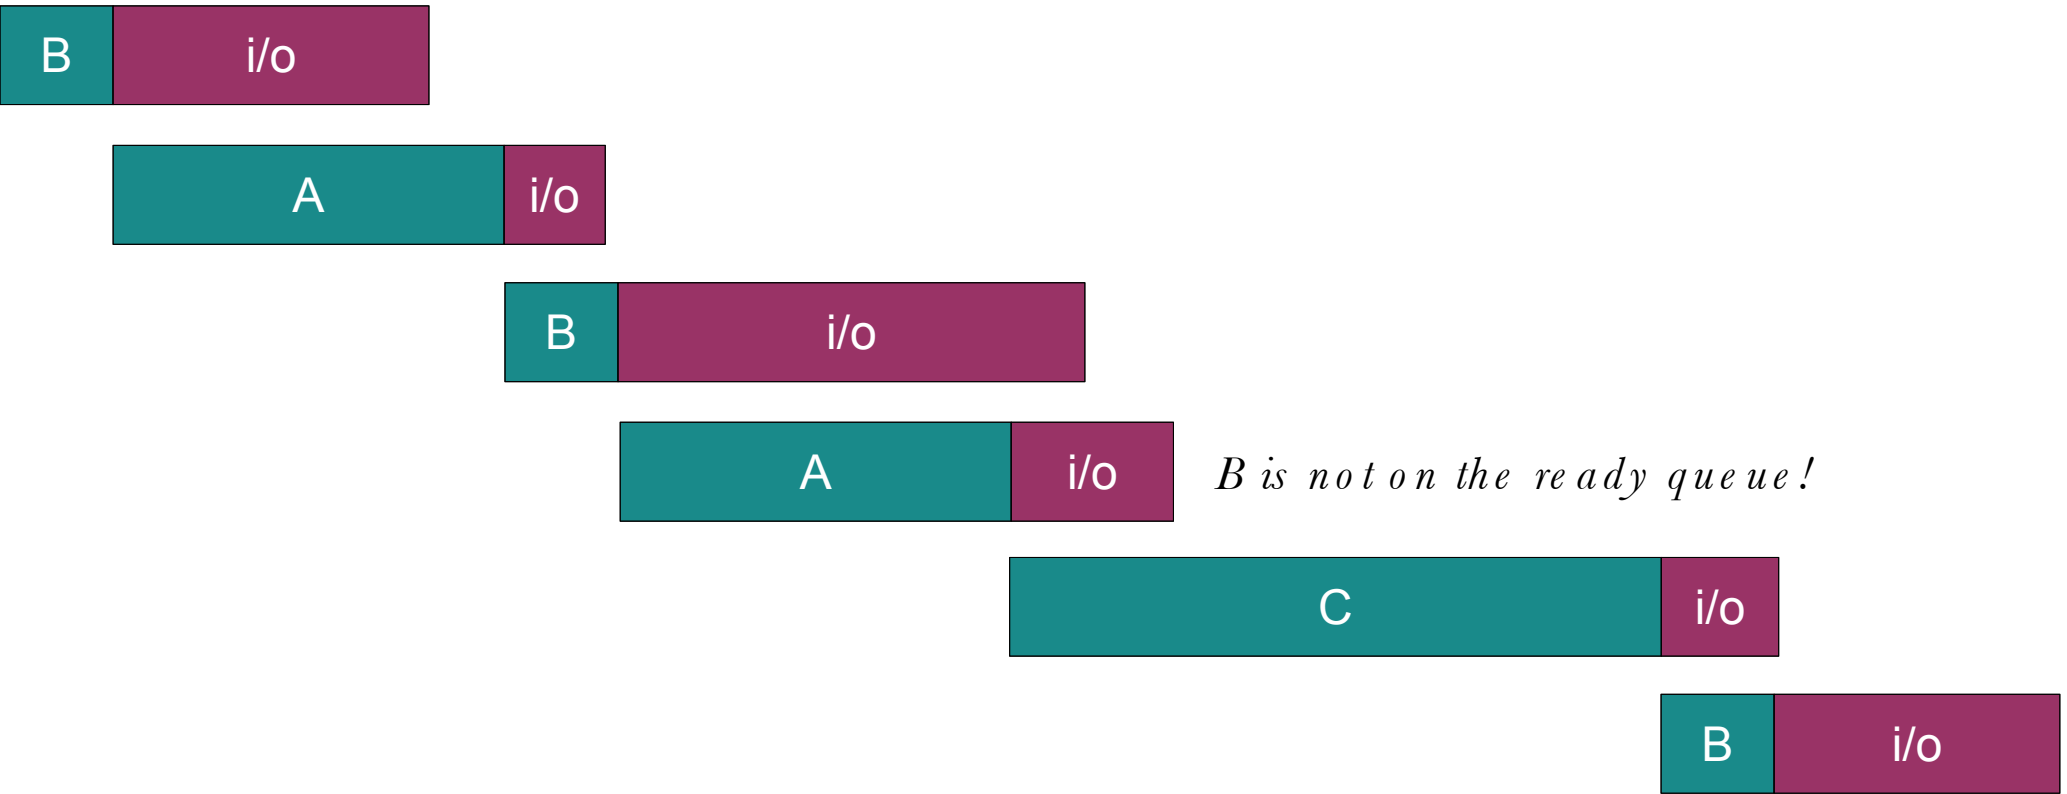 B i/o
A i/o
B i/o
A i/o B is not on the ready queue!
C i/o
B i/o